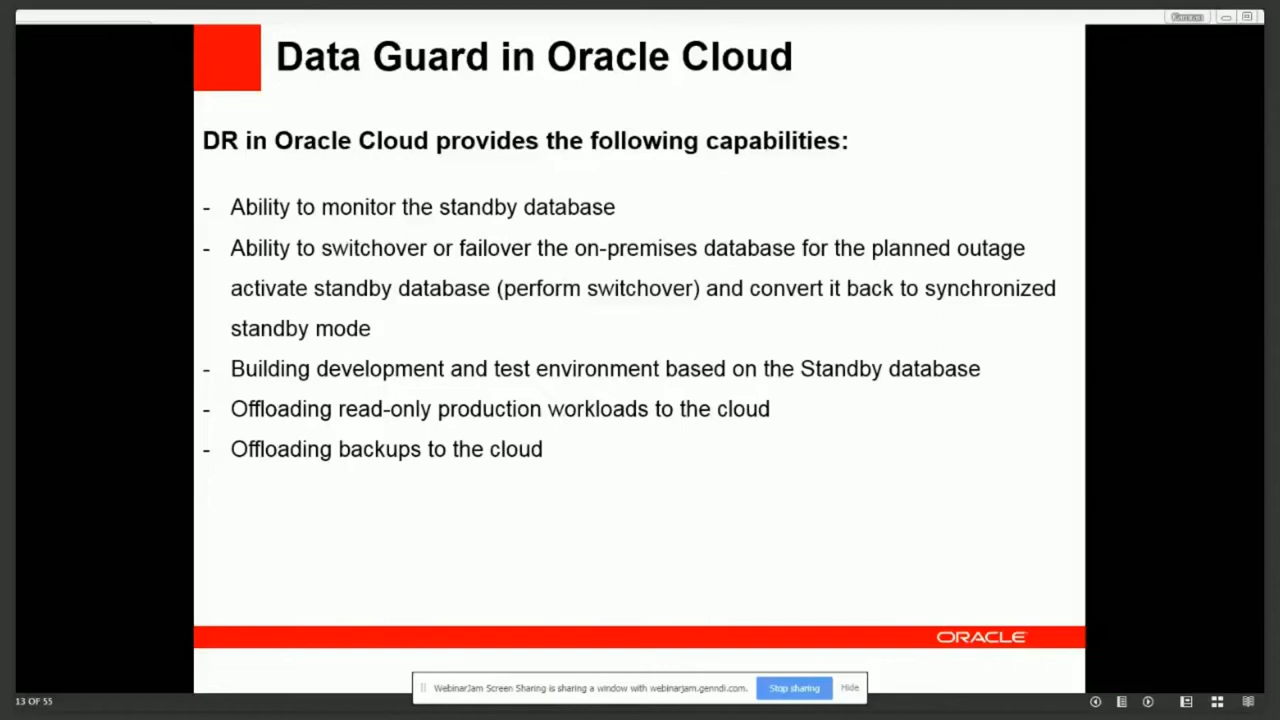 Data Guard in Oracle Cloud
DR in Oracle Cloud provides the following capabilities:
- Ability to monitor the standby database
- Ability to switchover or failover the on-premises database for the planned outage
activate standby database (perform switchover) and convert it back to synchronized
standby mode
- Building development and test environment based on the Standby database
- Offloading read-only production workloads to the cloud
- Offloading backups to the cloud
ORACLE
WebinarJam Screen Sharing is sharing a window with webinarjam.genndi.com.
Stop sharing
Hide
13 OF 55